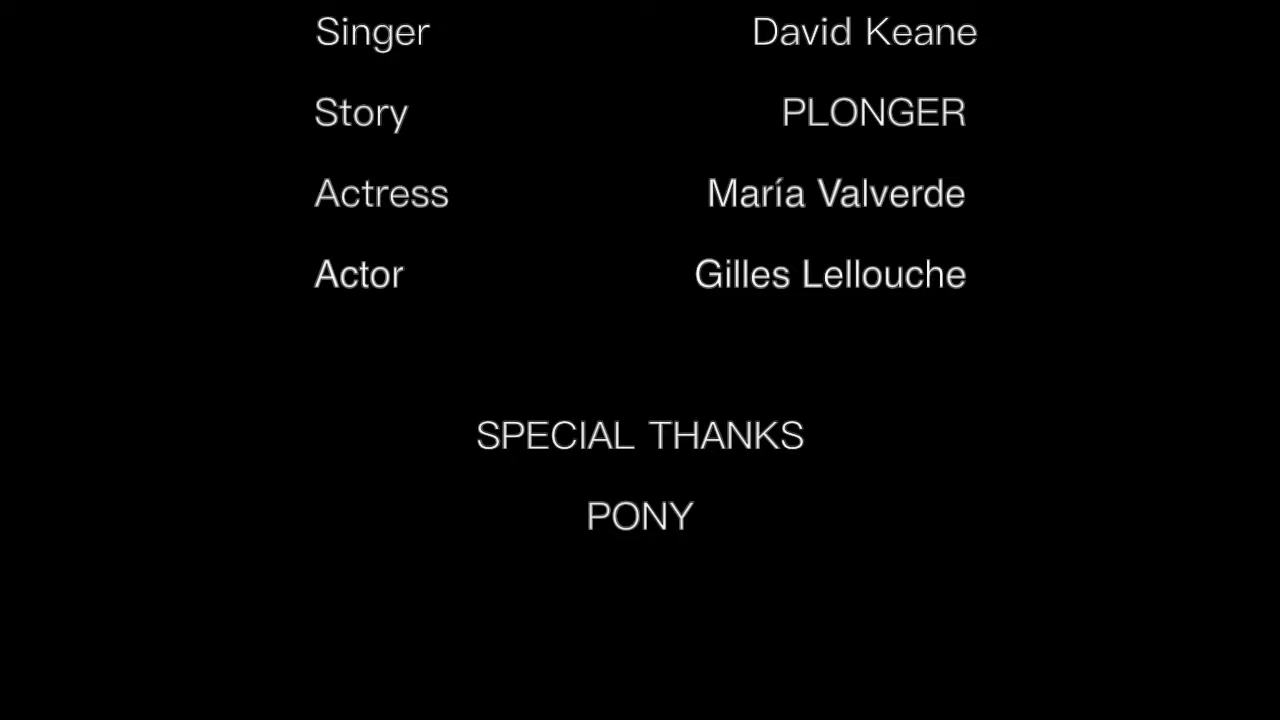 Singer David Keane
Story PLONGER
Actress María Valverde
Actor Gilles Lellouche
SPECIAL THANKS
PONY